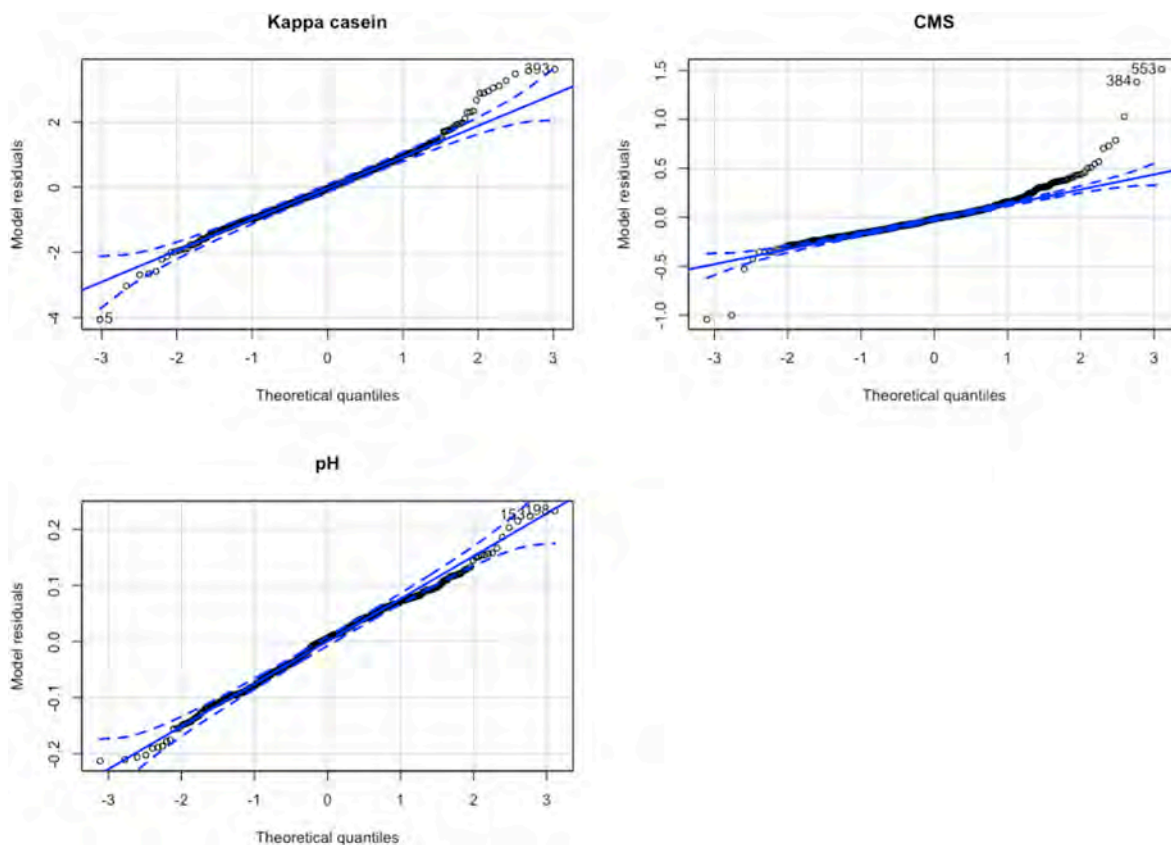 Kappa casein
CMS
Model residuals
-4 -2 0 2
893
5
-3 -2 -1 0 1 2 3
Theoretical quantiles
Model residuals
-1.0 -0.5 0.0 0.5 1.0 1.5
553
384
-3 -2 -1 0 1 2 3
Theoretical quantiles
pH
Model residuals
-0.2 -0.1 0.0 0.1 0.2
153
198
-3 -2 -1 0 1 2 3
Theoretical quantiles